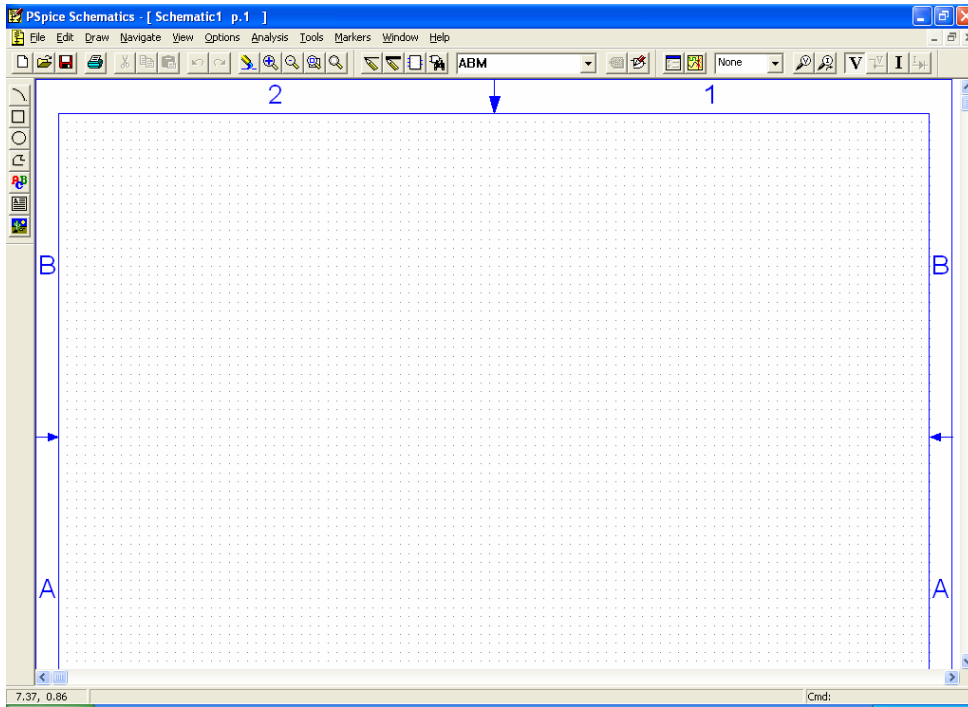 PSpice Schematics - [ Schematic1 p.1 ]
File Edit Draw Navigate View Options Analysis Tools Markers Window Help
ABM None V V I
2 1
ABC
B B
A A
7.37, 0.86 Cmd: